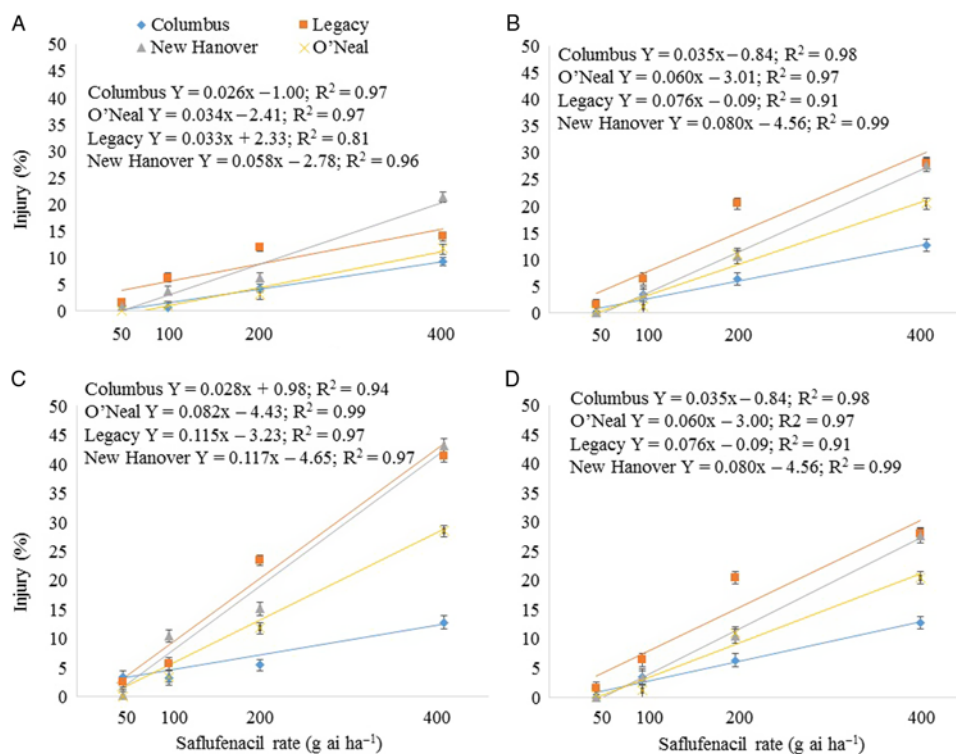 A
Columbus
Legacy
New Hanover
O’Neal
50
45
40
35
30
25
20
15
10
5
0
Injury (%)
Columbus Y = 0.026x −1.00; R² = 0.97
O’Neal Y = 0.034x −2.41; R² = 0.97
Legacy Y = 0.033x + 2.33; R² = 0.81
New Hanover Y = 0.058x − 2.78; R² = 0.96
50 100 200 400
B
50
45
40
35
30
25
20
15
10
5
0
Columbus Y = 0.035x−0.84; R² = 0.98
O’Neal Y = 0.060x − 3.01; R² = 0.97
Legacy Y = 0.076x −0.09; R² = 0.91
New Hanover Y = 0.080x −4.56; R² = 0.99
50 100 200 400
C
50
45
40
35
30
25
20
15
10
5
0
Injury (%)
Columbus Y = 0.028x + 0.98; R² = 0.94
O’Neal Y = 0.082x −4.43; R² = 0.99
Legacy Y = 0.115x − 3.23; R² = 0.97
New Hanover Y = 0.117x − 4.65; R² = 0.97
50 100 200 400
Saflufenacil rate (g ai ha⁻¹)
D
50
45
40
35
30
25
20
15
10
5
0
Columbus Y = 0.035x−0.84; R² = 0.98
O’Neal Y = 0.060x −3.00; R2 = 0.97
Legacy Y = 0.076x −0.09; R² = 0.91
New Hanover Y = 0.080x −4.56; R² = 0.99
50 100 200 400
Saflufenacil rate (g ai ha⁻¹)